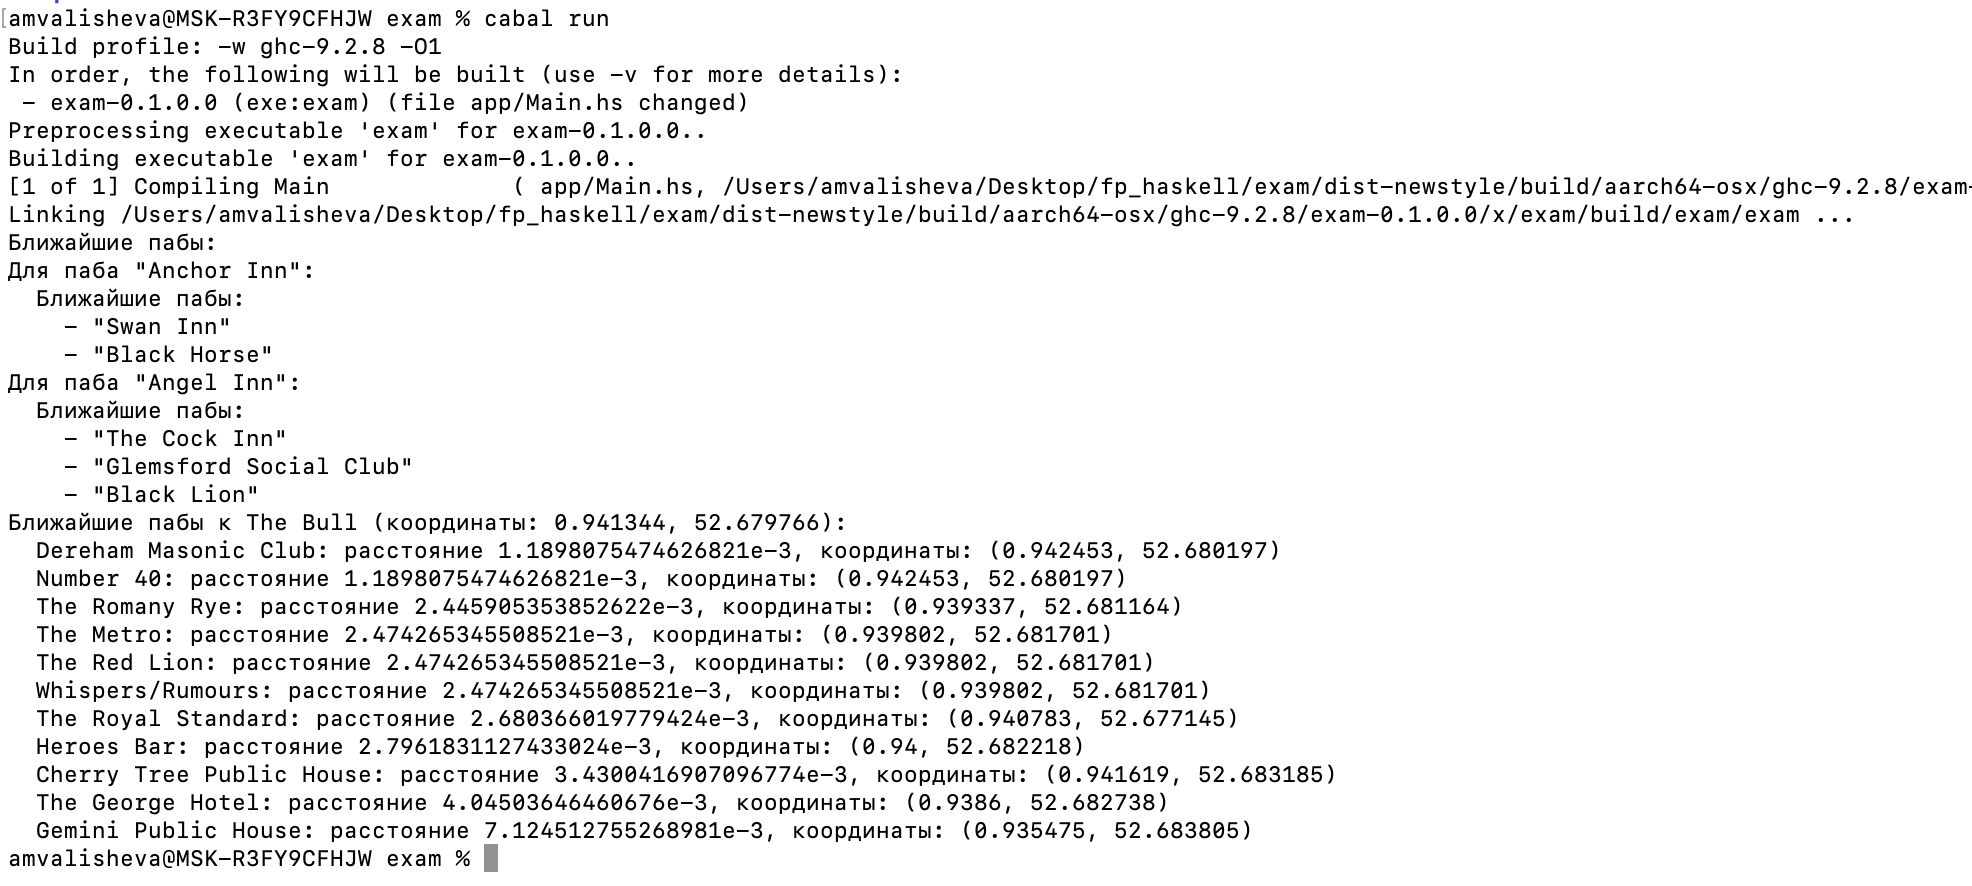 [amvalisheva@MSK-R3FY9CFHJW exam % cabal run
Build profile: -w ghc-9.2.8 -O1
In order, the following will be built (use -v for more details):
 - exam-0.1.0.0 (exe:exam) (file app/Main.hs changed)
Preprocessing executable 'exam' for exam-0.1.0.0..
Building executable 'exam' for exam-0.1.0.0..
[1 of 1] Compiling Main             ( app/Main.hs, /Users/amvalisheva/Desktop/fp_haskell/exam/dist-newstyle/build/aarch64-osx/ghc-9.2.8/exam-
Linking /Users/amvalisheva/Desktop/fp_haskell/exam/dist-newstyle/build/aarch64-osx/ghc-9.2.8/exam-0.1.0.0/x/exam/build/exam/exam ...
Ближайшие пабы:
Для паба "Anchor Inn":
  Ближайшие пабы:
    - "Swan Inn"
    - "Black Horse"
Для паба "Angel Inn":
  Ближайшие пабы:
    - "The Cock Inn"
    - "Glemsford Social Club"
    - "Black Lion"
Ближайшие пабы к The Bull (координаты: 0.941344, 52.679766):
  Dereham Masonic Club: расстояние 1.1898075474626821e-3, координаты: (0.942453, 52.680197)
  Number 40: расстояние 1.1898075474626821e-3, координаты: (0.942453, 52.680197)
  The Romany Rye: расстояние 2.445905353852622e-3, координаты: (0.939337, 52.681164)
  The Metro: расстояние 2.474265345508521e-3, координаты: (0.939802, 52.681701)
  The Red Lion: расстояние 2.474265345508521e-3, координаты: (0.939802, 52.681701)
  Whispers/Rumours: расстояние 2.474265345508521e-3, координаты: (0.939802, 52.681701)
  The Royal Standard: расстояние 2.680366019779424e-3, координаты: (0.940783, 52.677145)
  Heroes Bar: расстояние 2.7961831127433024e-3, координаты: (0.94, 52.682218)
  Cherry Tree Public House: расстояние 3.4300416907096774e-3, координаты: (0.941619, 52.683185)
  The George Hotel: расстояние 4.04503646460676e-3, координаты: (0.9386, 52.682738)
  Gemini Public House: расстояние 7.124512755268981e-3, координаты: (0.935475, 52.683805)
amvalisheva@MSK-R3FY9CFHJW exam %